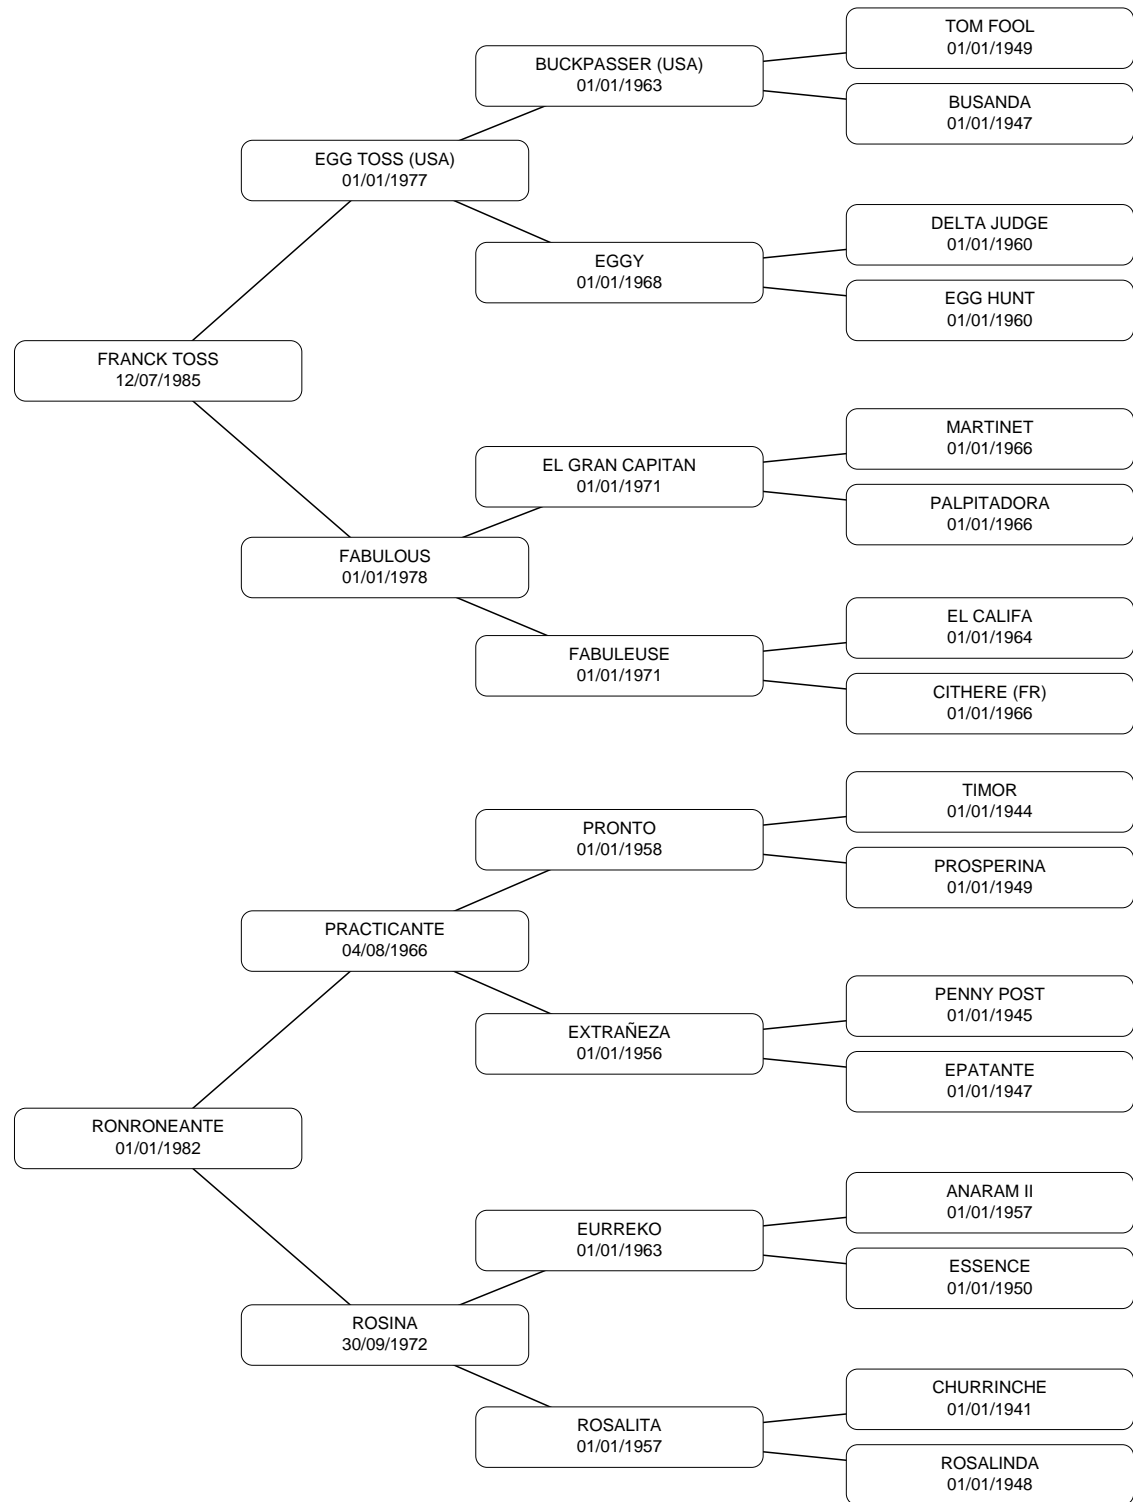 TOM FOOL
01/01/1949
BUCKPASSER (USA)
01/01/1963
BUSANDA
01/01/1947
EGG TOSS (USA)
01/01/1977
DELTA JUDGE
01/01/1960
EGGY
01/01/1968
EGG HUNT
01/01/1960
FRANCK TOSS
12/07/1985
MARTINET
01/01/1966
EL GRAN CAPITAN
01/01/1971
PALPITADORA
01/01/1966
FABULOUS
01/01/1978
EL CALIFA
01/01/1964
FABULEUSE
01/01/1971
CITHERE (FR)
01/01/1966
TIMOR
01/01/1944
PRONTO
01/01/1958
PROSPERINA
01/01/1949
PRACTICANTE
04/08/1966
PENNY POST
01/01/1945
EXTRAÑEZA
01/01/1956
EPATANTE
01/01/1947
RONRONEANTE
01/01/1982
ANARAM II
01/01/1957
EURREKO
01/01/1963
ESSENCE
01/01/1950
ROSINA
30/09/1972
CHURRINCHE
01/01/1941
ROSALITA
01/01/1957
ROSALINDA
01/01/1948